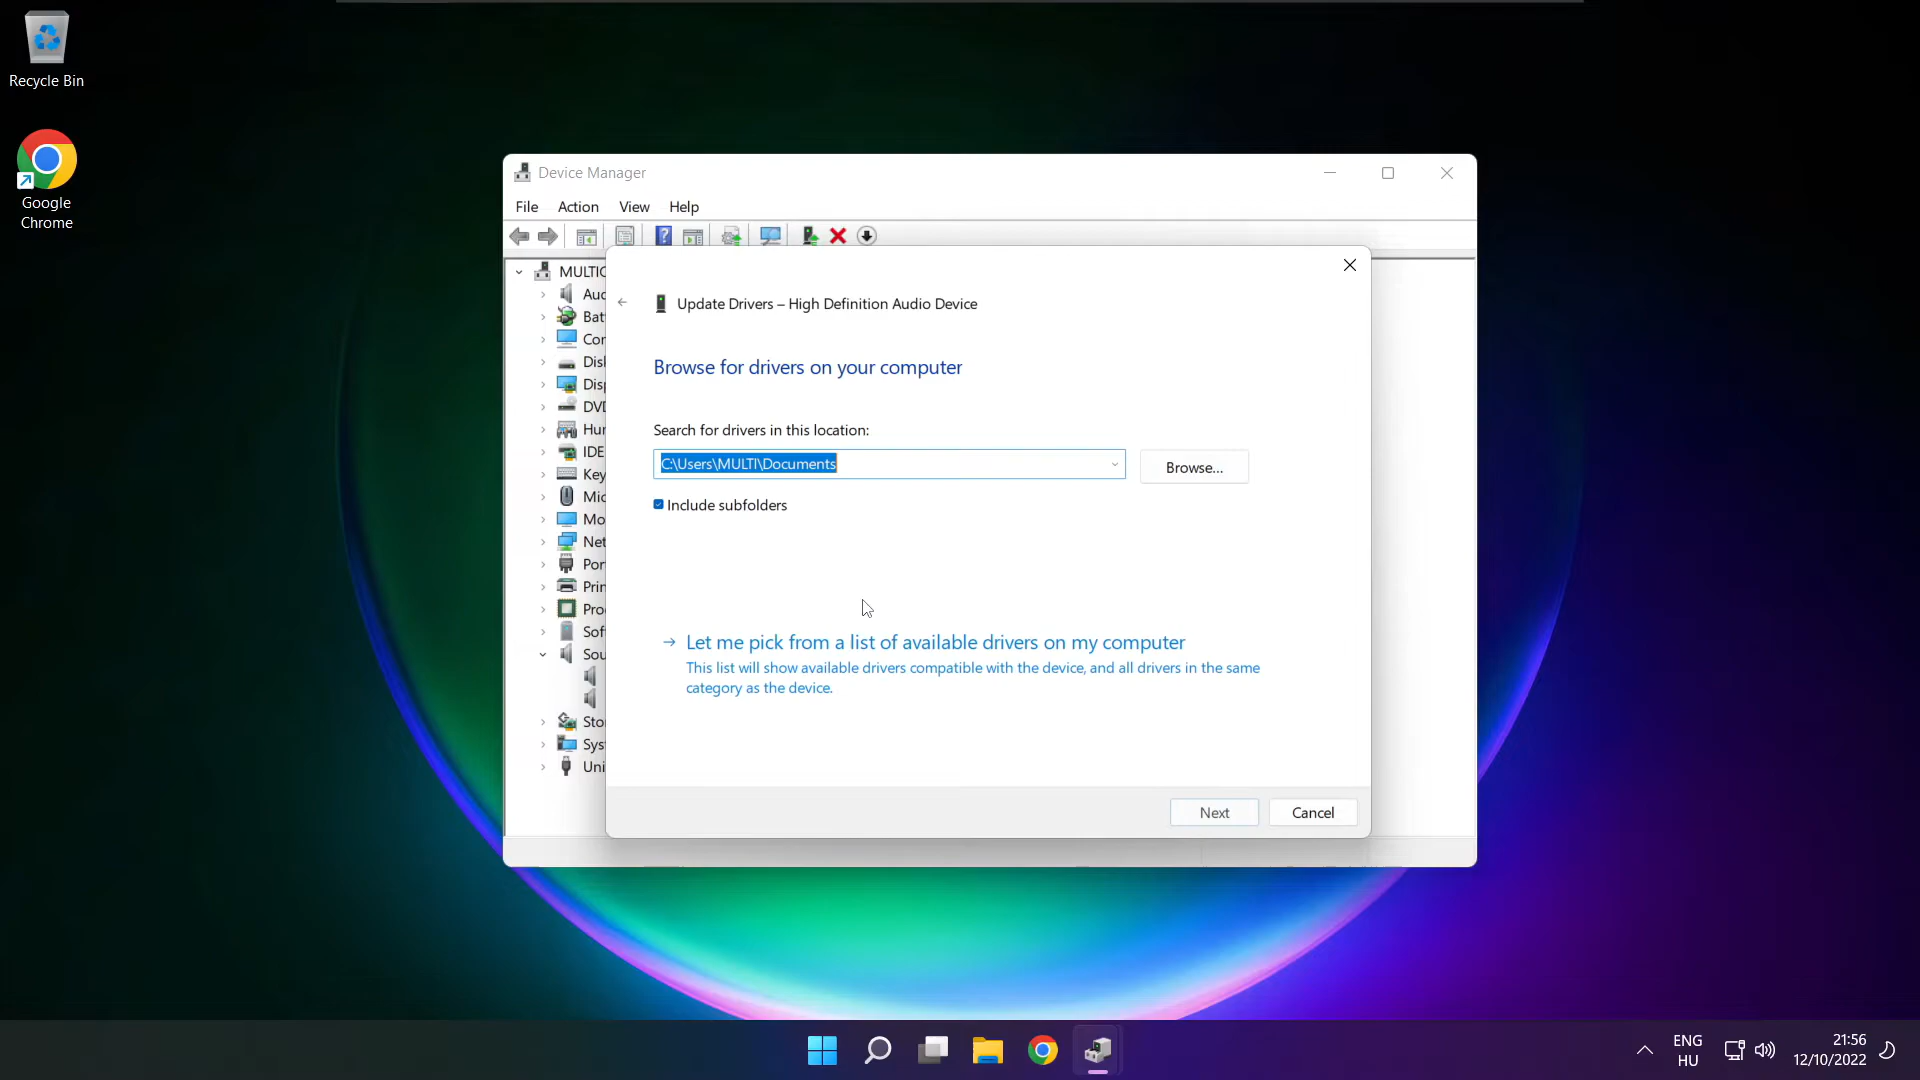 Recycle Bin
Google
Chrome
Device Manager
File Action View Help
MULTIC
Auc
Bat
Cor
Disk
Disp
DVD
Hur
IDE
Key
Mic
Mo
Net
Por
Prin
Pro
Sof
Sou
Sto
Sys
Uni
Update Drivers – High Definition Audio Device
Browse for drivers on your computer
Search for drivers in this location:
C:\Users\MULTI\Documents
Browse...
Include subfolders
Let me pick from a list of available drivers on my computer
This list will show available drivers compatible with the device, and all drivers in the same
category as the device.
Next
Cancel
ENG
HU
21:56
12/10/2022